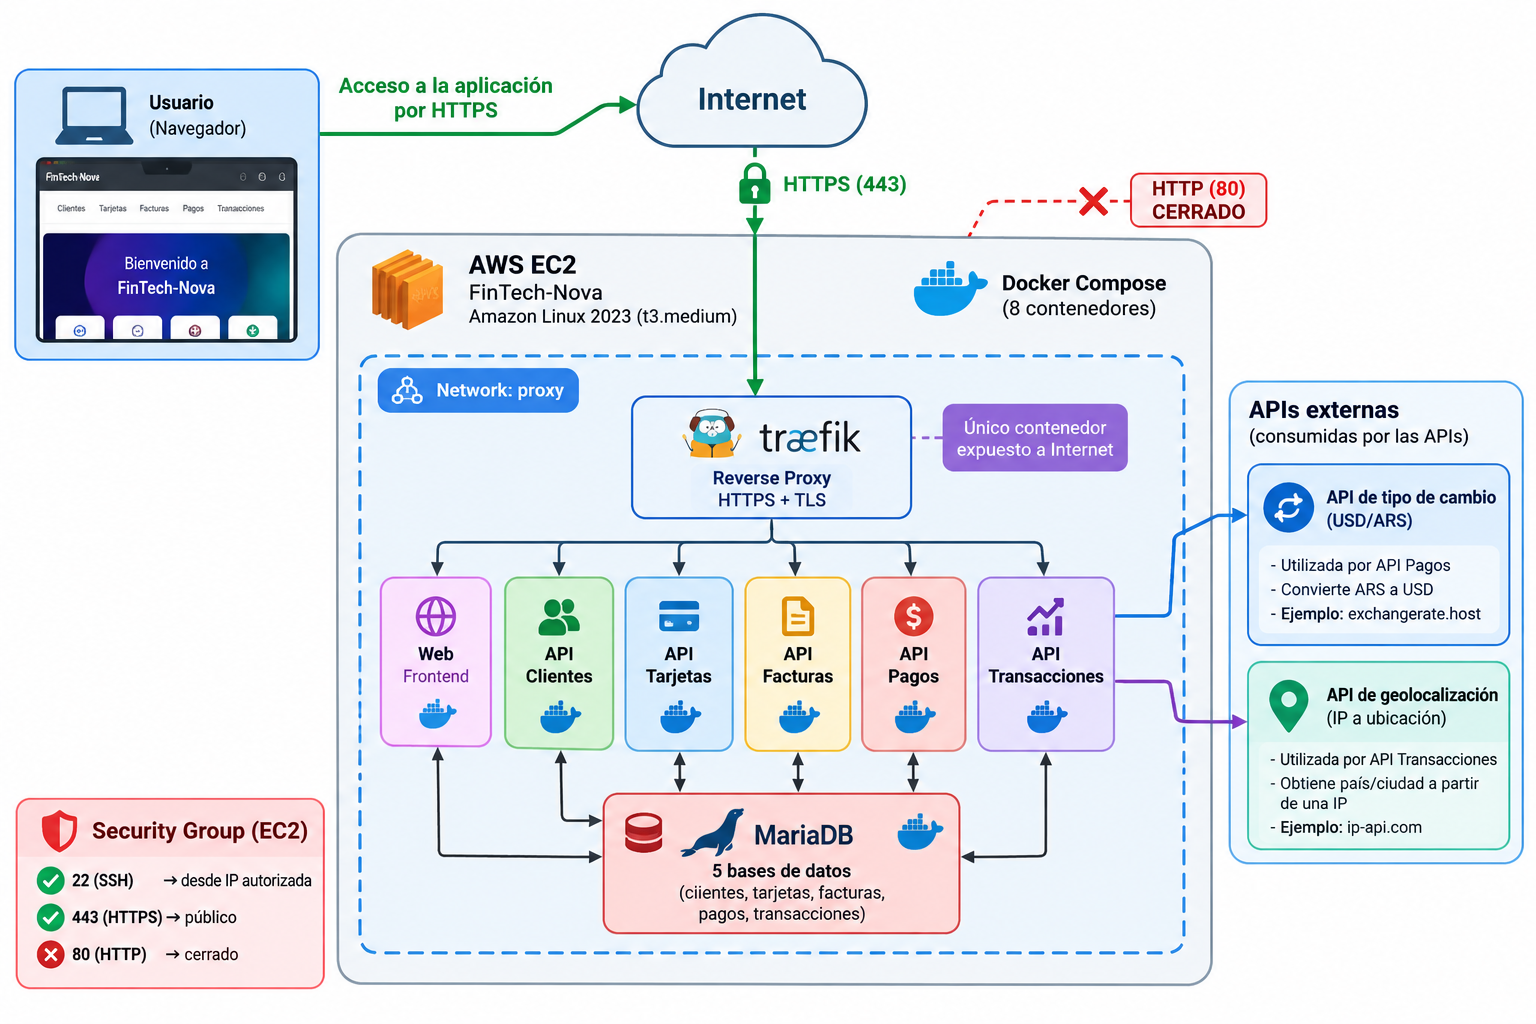 Usuario
(Navegador)
FinTech-Nova
Clientes Tarjetas Facturas Pagos Transacciones
Bienvenido a
FinTech-Nova
Acceso a la aplicación
por HTTPS
Internet
HTTPS (443)
HTTP (80)
CERRADO
AWS EC2
FinTech-Nova
Amazon Linux 2023 (t3.medium)
Docker Compose
(8 contenedores)
Network: proxy
træfik
Reverse Proxy
HTTPS + TLS
Único contenedor
expuesto a Internet
Web
Frontend
API
Clientes
API
Tarjetas
API
Facturas
API
Pagos
API
Transacciones
MariaDB
5 bases de datos
(ciientes, tarjetas, facturas,
pagos, transacciones)
APIs externas
(consumidas por las APIs)
API de tipo de cambio
(USD/ARS)
- Utilizada por API Pagos
- Convierte ARS a USD
- Ejemplo: exchangerate.host
API de geolocalización
(IP a ubicación)
- Utilizada por API Transacciones
- Obtiene país/ciudad a partir
de una IP
- Ejemplo: ip-api.com
Security Group (EC2)
22 (SSH) → desde IP autorizada
443 (HTTPS) → público
80 (HTTP) → cerrado